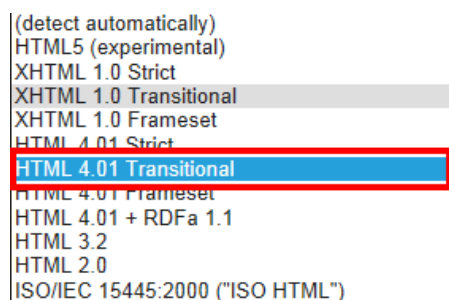 (detect automatically)
HTML5 (experimental)
XHTML 1.0 Strict
XHTML 1.0 Transitional
XHTML 1.0 Frameset
HTML 4.01 Strict
HTML 4.01 Transitional
HTML 4.01 Frameset
HTML 4.01 + RDFa 1.1
HTML 3.2
HTML 2.0
ISO/IEC 15445:2000 ("ISO HTML")